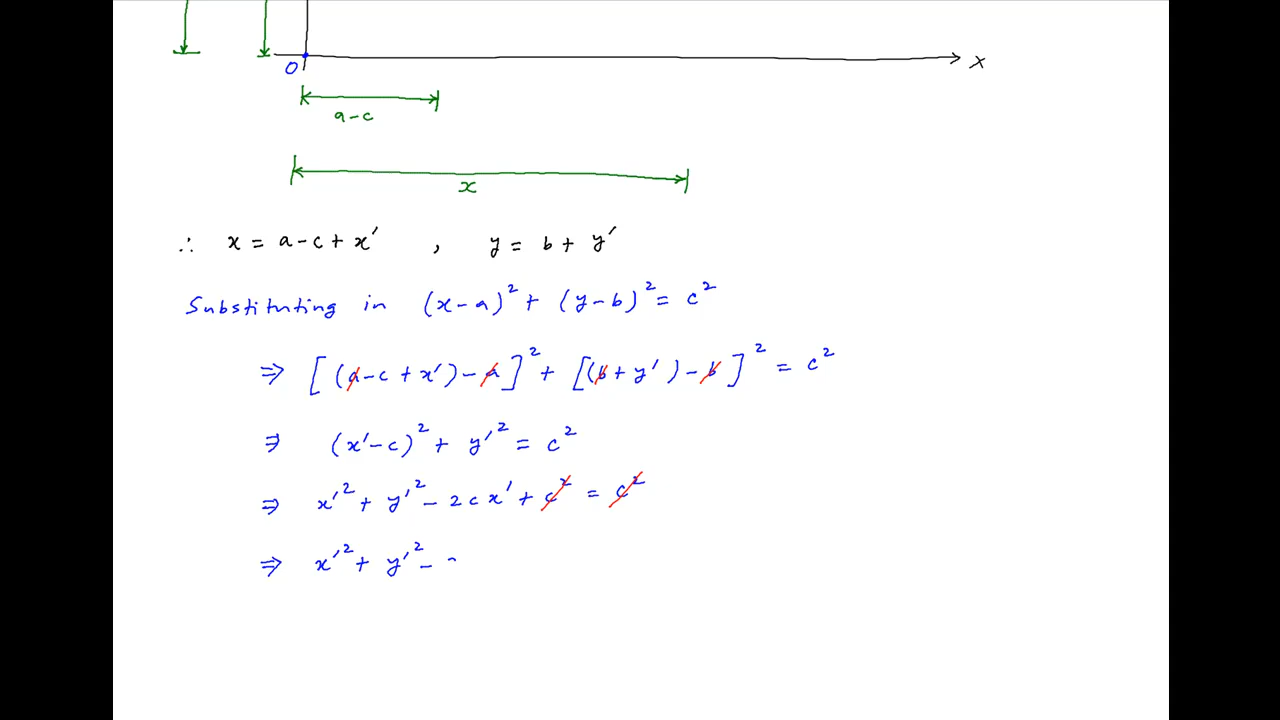 O
x
a-c
x
∴ x = a-c+x′ , y = b+y′
Substituting in (x-a)² + (y-b)² = c²
⇒ [(a-c+x′)-a]² + [(b+y′)-b]² = c²
⇒ (x′-c)² + y′² = c²
⇒ x′² + y′² - 2cx′ + c² = c²
⇒ x′² + y′² -